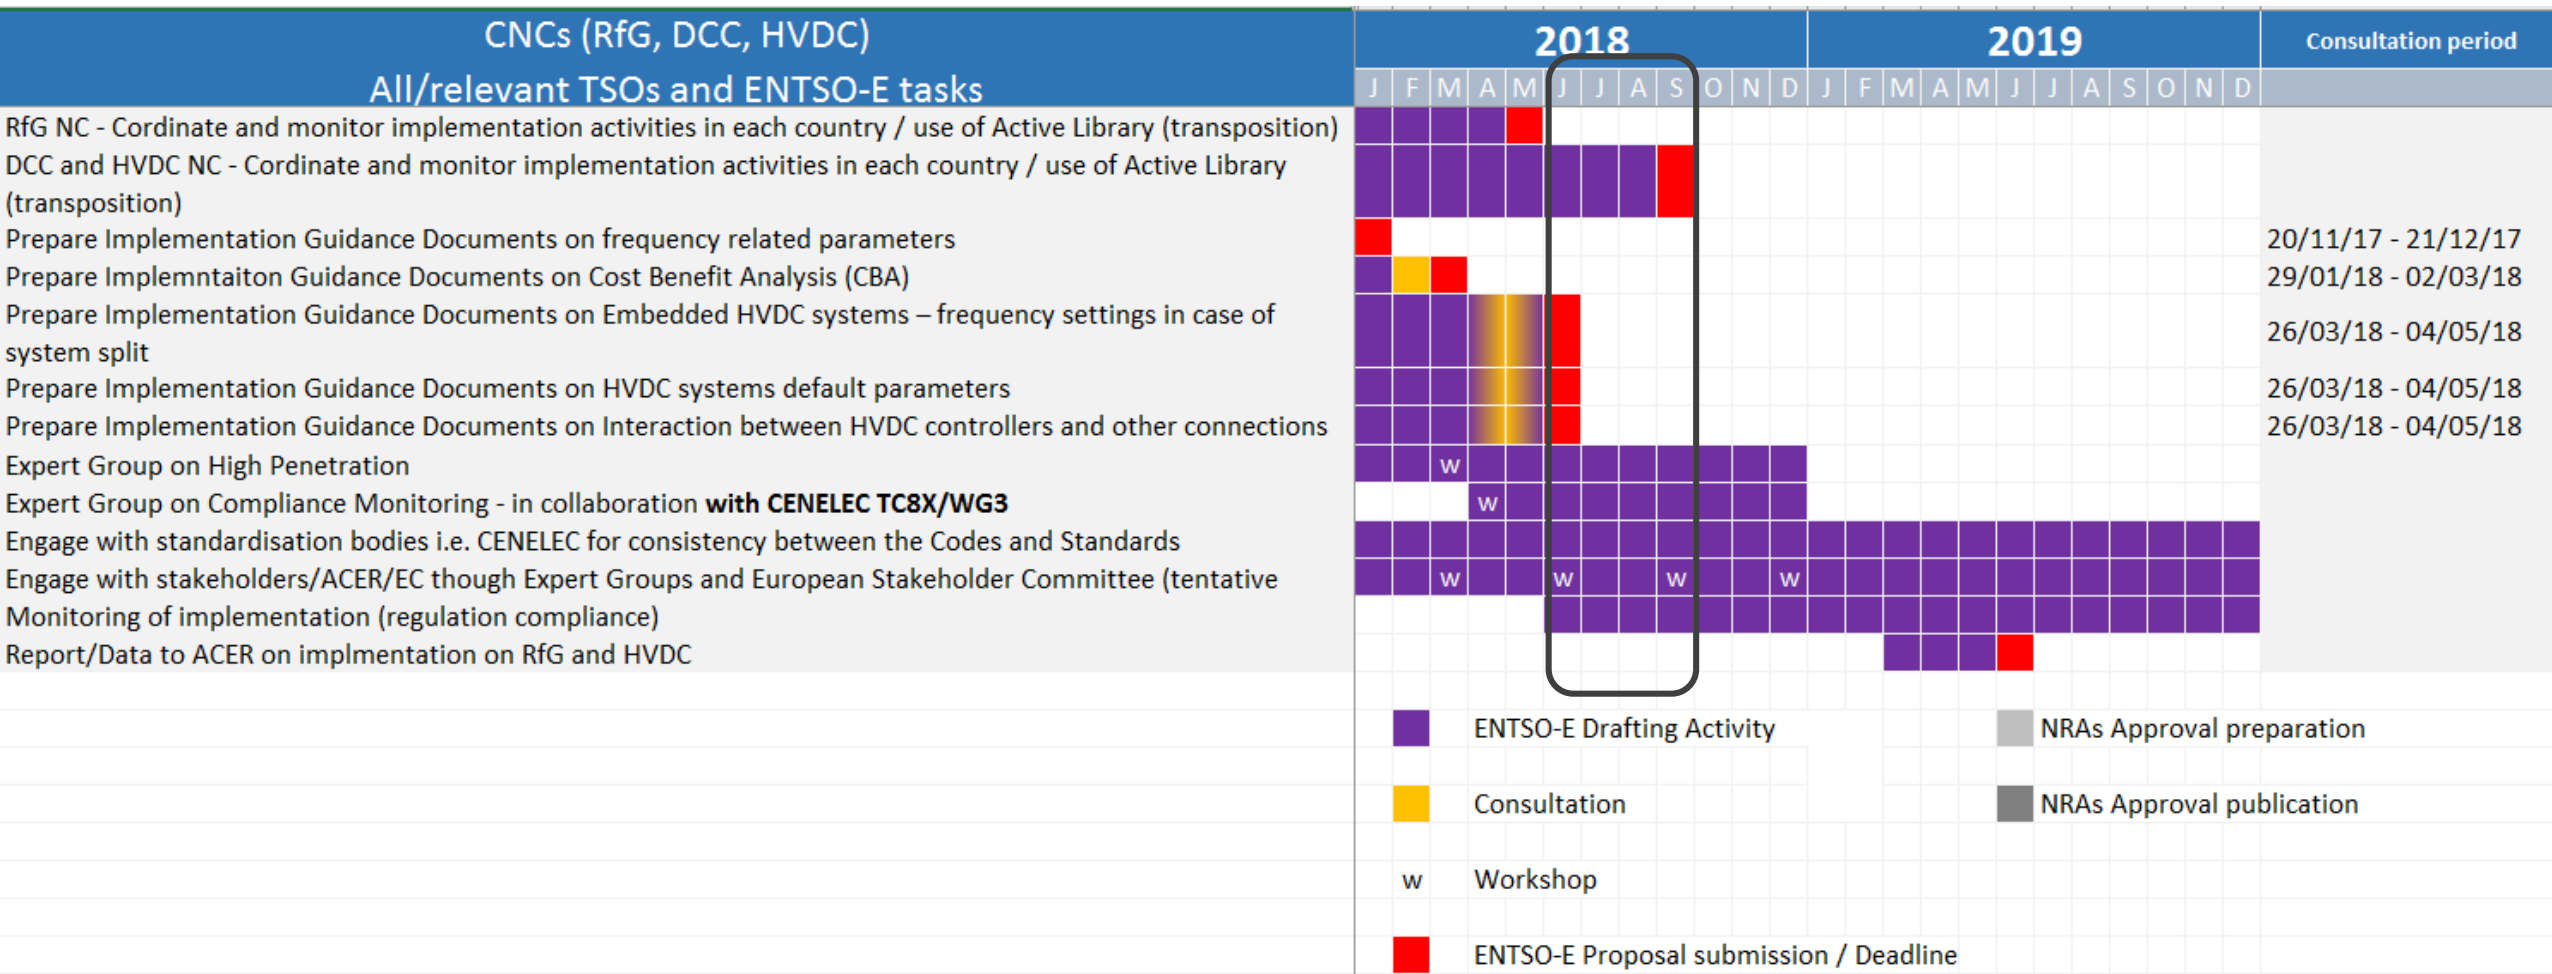 CNCs (RfG, DCC, HVDC)
All/relevant TSOs and ENTSO-E tasks
2018
2019
Consultation period
J F M A M J J A S O N D J F M A M J J A S O N D
RfG NC - Cordinate and monitor implementation activities in each country / use of Active Library (transposition)
DCC and HVDC NC - Cordinate and monitor implementation activities in each country / use of Active Library
(transposition)
Prepare Implementation Guidance Documents on frequency related parameters
20/11/17 - 21/12/17
Prepare Implemntaiton Guidance Documents on Cost Benefit Analysis (CBA)
29/01/18 - 02/03/18
Prepare Implementation Guidance Documents on Embedded HVDC systems – frequency settings in case of
system split
26/03/18 - 04/05/18
Prepare Implementation Guidance Documents on HVDC systems default parameters
26/03/18 - 04/05/18
Prepare Implementation Guidance Documents on Interaction between HVDC controllers and other connections
26/03/18 - 04/05/18
Expert Group on High Penetration
w
Expert Group on Compliance Monitoring - in collaboration with CENELEC TC8X/WG3
w
Engage with standardisation bodies i.e. CENELEC for consistency between the Codes and Standards
Engage with stakeholders/ACER/EC though Expert Groups and European Stakeholder Committee (tentative
w w w w
Monitoring of implementation (regulation compliance)
Report/Data to ACER on implmentation on RfG and HVDC
ENTSO-E Drafting Activity
NRAs Approval preparation
Consultation
NRAs Approval publication
w Workshop
ENTSO-E Proposal submission / Deadline